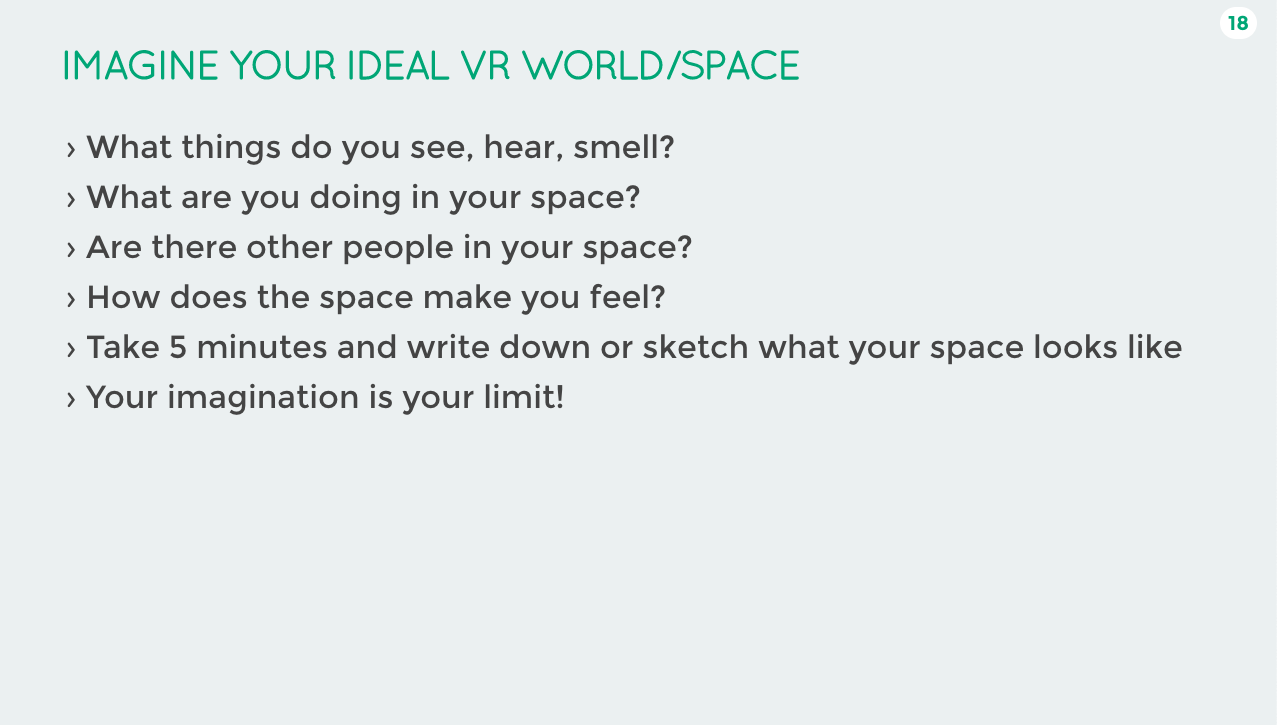 18
IMAGINE YOUR IDEAL VR WORLD/SPACE
› What things do you see, hear, smell?
› What are you doing in your space?
› Are there other people in your space?
› How does the space make you feel?
› Take 5 minutes and write down or sketch what your space looks like
› Your imagination is your limit!